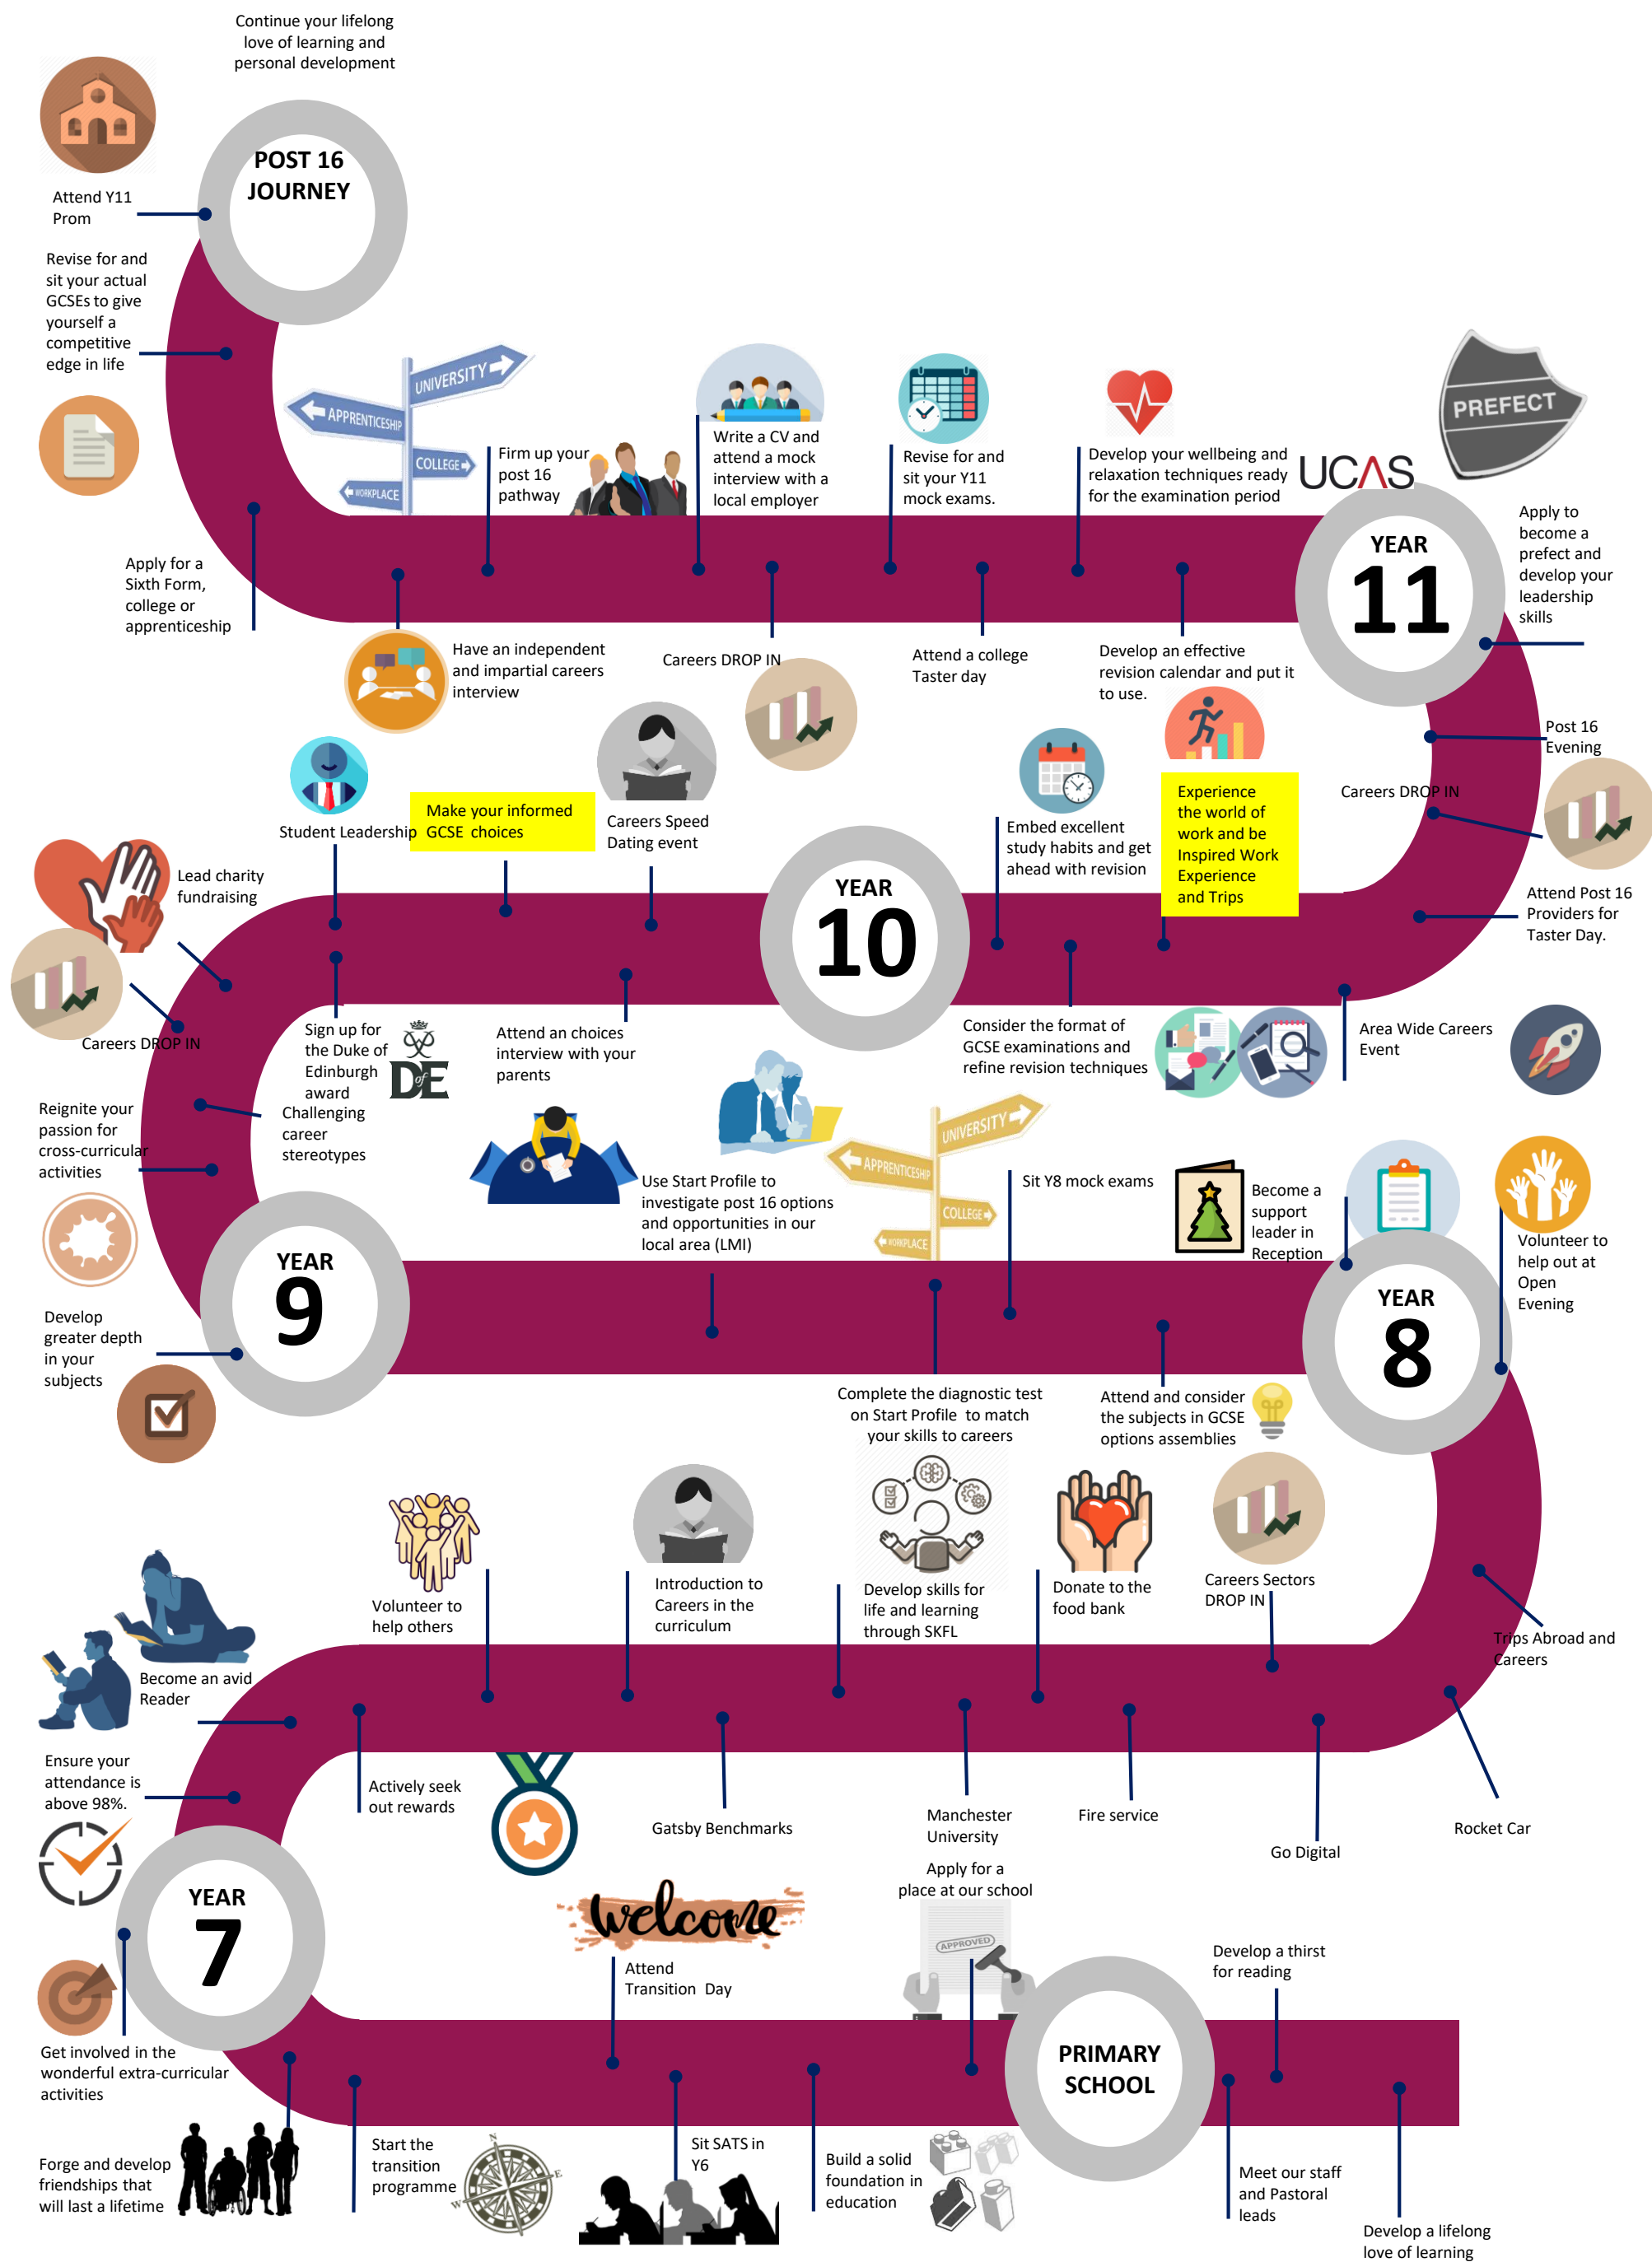 Continue your lifelong
love of learning and
personal development
POST 16
JOURNEY
Attend Y11
Prom
Revise for and
sit your actual
GCSEs to give
yourself a
competitive
edge in life
UNIVERSITY
APPRENTICESHIP
COLLEGE
WORKPLACE
Firm up your
post 16
pathway
Write a CV and
attend a mock
interview with a
local employer
Revise for and
sit your Y11
mock exams.
Develop your wellbeing and
relaxation techniques ready
for the examination period
UCAS
PREFECT
YEAR
11
Apply to
become a
prefect and
develop your
leadership
skills
Apply for a
Sixth Form,
college or
apprenticeship
Have an independent
and impartial careers
interview
Careers DROP IN
Attend a college
Taster day
Develop an effective
revision calendar and put it
to use.
Post 16
Evening
Careers DROP IN
Student Leadership
Make your informed
GCSE  choices
Careers Speed
Dating event
YEAR
10
Embed excellent
study habits and get
ahead with revision
Experience
the world of
work and be
Inspired Work
Experience
and Trips
Attend Post 16
Providers for
Taster Day.
Lead charity
fundraising
Careers DROP IN
Sign up for
the Duke of
Edinburgh
award
DofE
Attend an choices
interview with your
parents
Consider the format of
GCSE examinations and
refine revision techniques
Area Wide Careers
Event
Reignite your
passion for
cross-curricular
activities
Challenging
career
stereotypes
Use Start Profile to
investigate post 16 options
and opportunities in our
local area (LMI)
UNIVERSITY
APPRENTICESHIP
COLLEGE
WORKPLACE
Sit Y8 mock exams
Become a
support
leader in
Reception
Volunteer to
help out at
Open
Evening
YEAR
9
YEAR
8
Develop
greater depth
in your
subjects
Complete the diagnostic test
on Start Profile  to match
your skills to careers
Attend and consider
the subjects in GCSE
options assemblies
Volunteer to
help others
Introduction to
Careers in the
curriculum
Develop skills for
life and learning
through SKFL
Donate to the
food bank
Careers Sectors
DROP IN
Trips Abroad and
Careers
Become an avid
Reader
Ensure your
attendance is
above 98%.
Actively seek
out rewards
Gatsby Benchmarks
Manchester
University
Fire service
Go Digital
Rocket Car
YEAR
7
welcome
Attend
Transition  Day
Apply for a
place at our school
APPROVED
Develop a thirst
for reading
PRIMARY
SCHOOL
Get involved in the
wonderful extra-curricular
activities
Forge and develop
friendships that
will last a lifetime
Start the
transition
programme
N
E
W
Sit SATS in
Y6
Build a solid
foundation in
education
Meet our staff
and Pastoral
leads
Develop a lifelong
love of learning